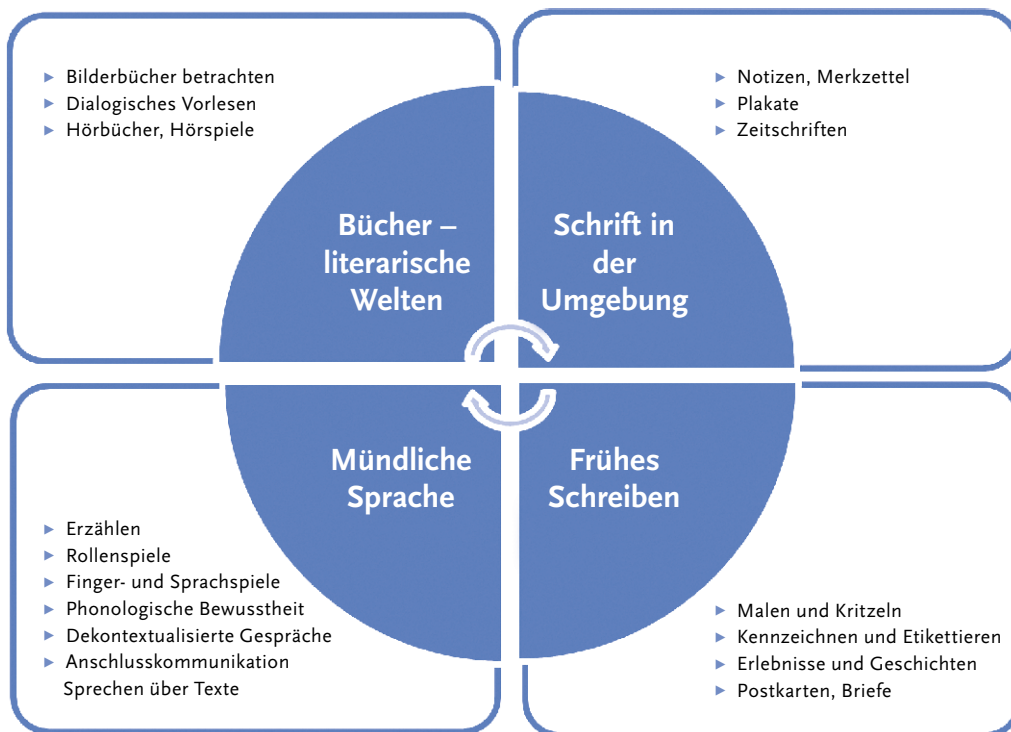 ▶ Bilderbücher betrachten
▶ Dialogisches Vorlesen
▶ Hörbücher, Hörspiele
▶ Notizen, Merkzettel
▶ Plakate
▶ Zeitschriften
Bücher –
literarische
Welten
Schrift in
der
Umgebung
Mündliche
Sprache
Frühes
Schreiben
▶ Erzählen
▶ Rollenspiele
▶ Finger- und Sprachspiele
▶ Phonologische Bewusstheit
▶ Dekontextualisierte Gespräche
▶ Anschlusskommunikation
Sprechen über Texte
▶ Malen und Kritzeln
▶ Kennzeichnen und Etikettieren
▶ Erlebnisse und Geschichten
▶ Postkarten, Briefe